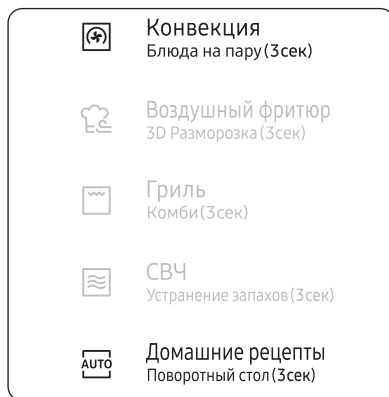 Конвекция
Блюда на пару(3сек)
Воздушный фритюр
3D Разморозка(3сек)
Гриль
Комби(3сек)
СВЧ
Устранение запахов(3сек)
AUTO
Домашние рецепты
Поворотный стол(3сек)